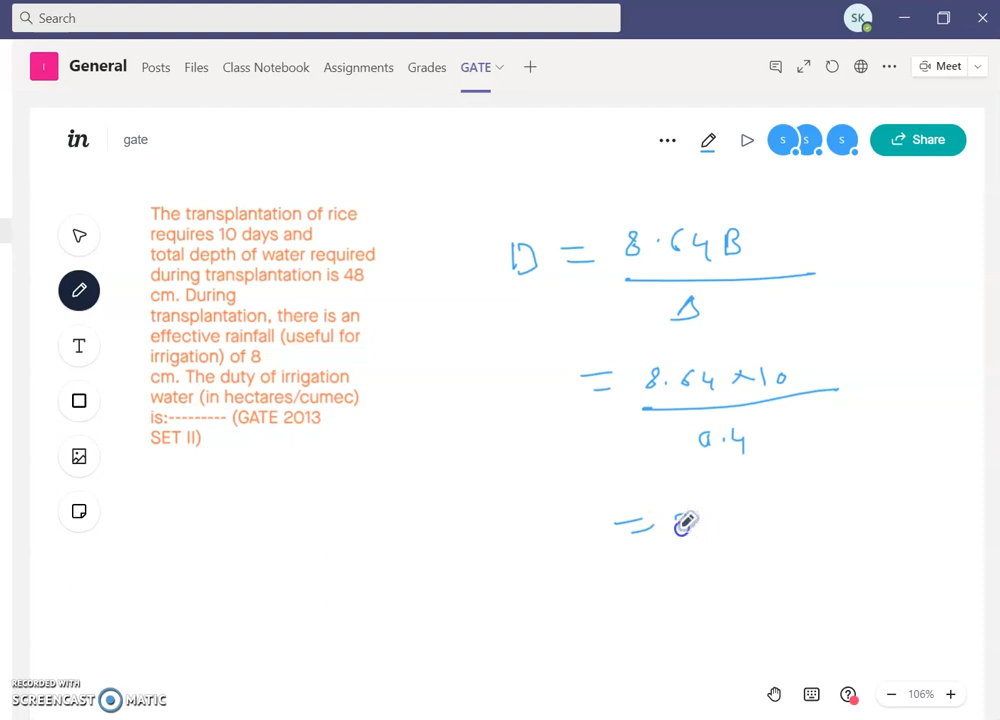 Search
SK
I
General Posts Files Class Notebook Assignments Grades GATE
Meet
in gate
S S S Share
The transplantation of rice
requires 10 days and
total depth of water required
during transplantation is 48
cm. During
transplantation, there is an
effective rainfall (useful for
irrigation) of 8
cm. The duty of irrigation
water (in hectares/cumec)
is:--------- (GATE 2013
SET II)
T
D = 8.64 B
Δ
= 8.64 × 10
0.4
=
RECORDED WITH
SCREENCAST MATIC
106%